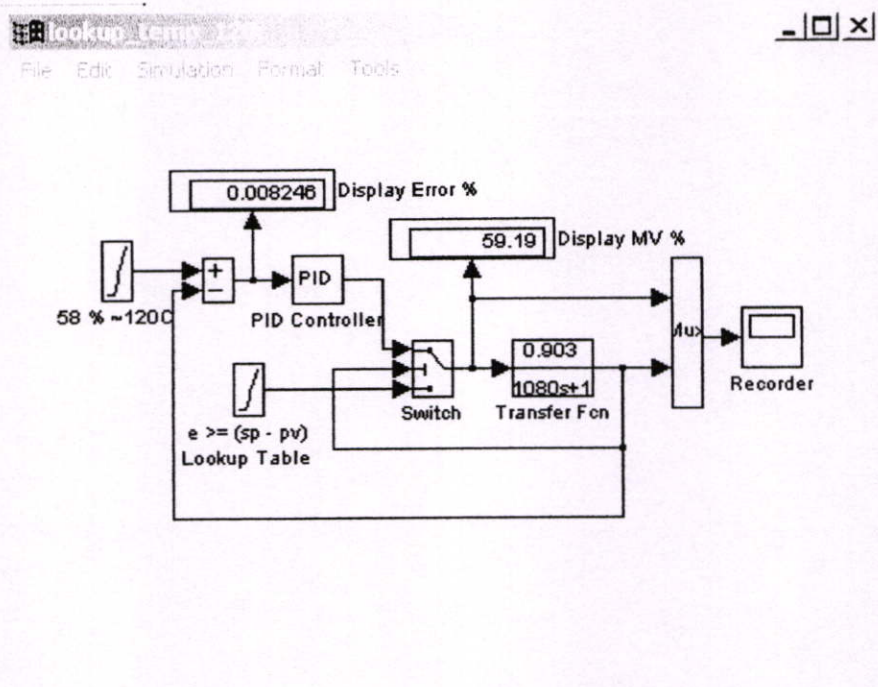 lookup_temp_120
File Edit Simulation Format Tools
0.008246 Display Error %
59.19 Display MV %
+
−
PID
58 % ~120C
PID Controller
Mux
0.903
1080s+1
Recorder
Switch
Transfer Fcn
e >= (sp - pv)
Lookup Table